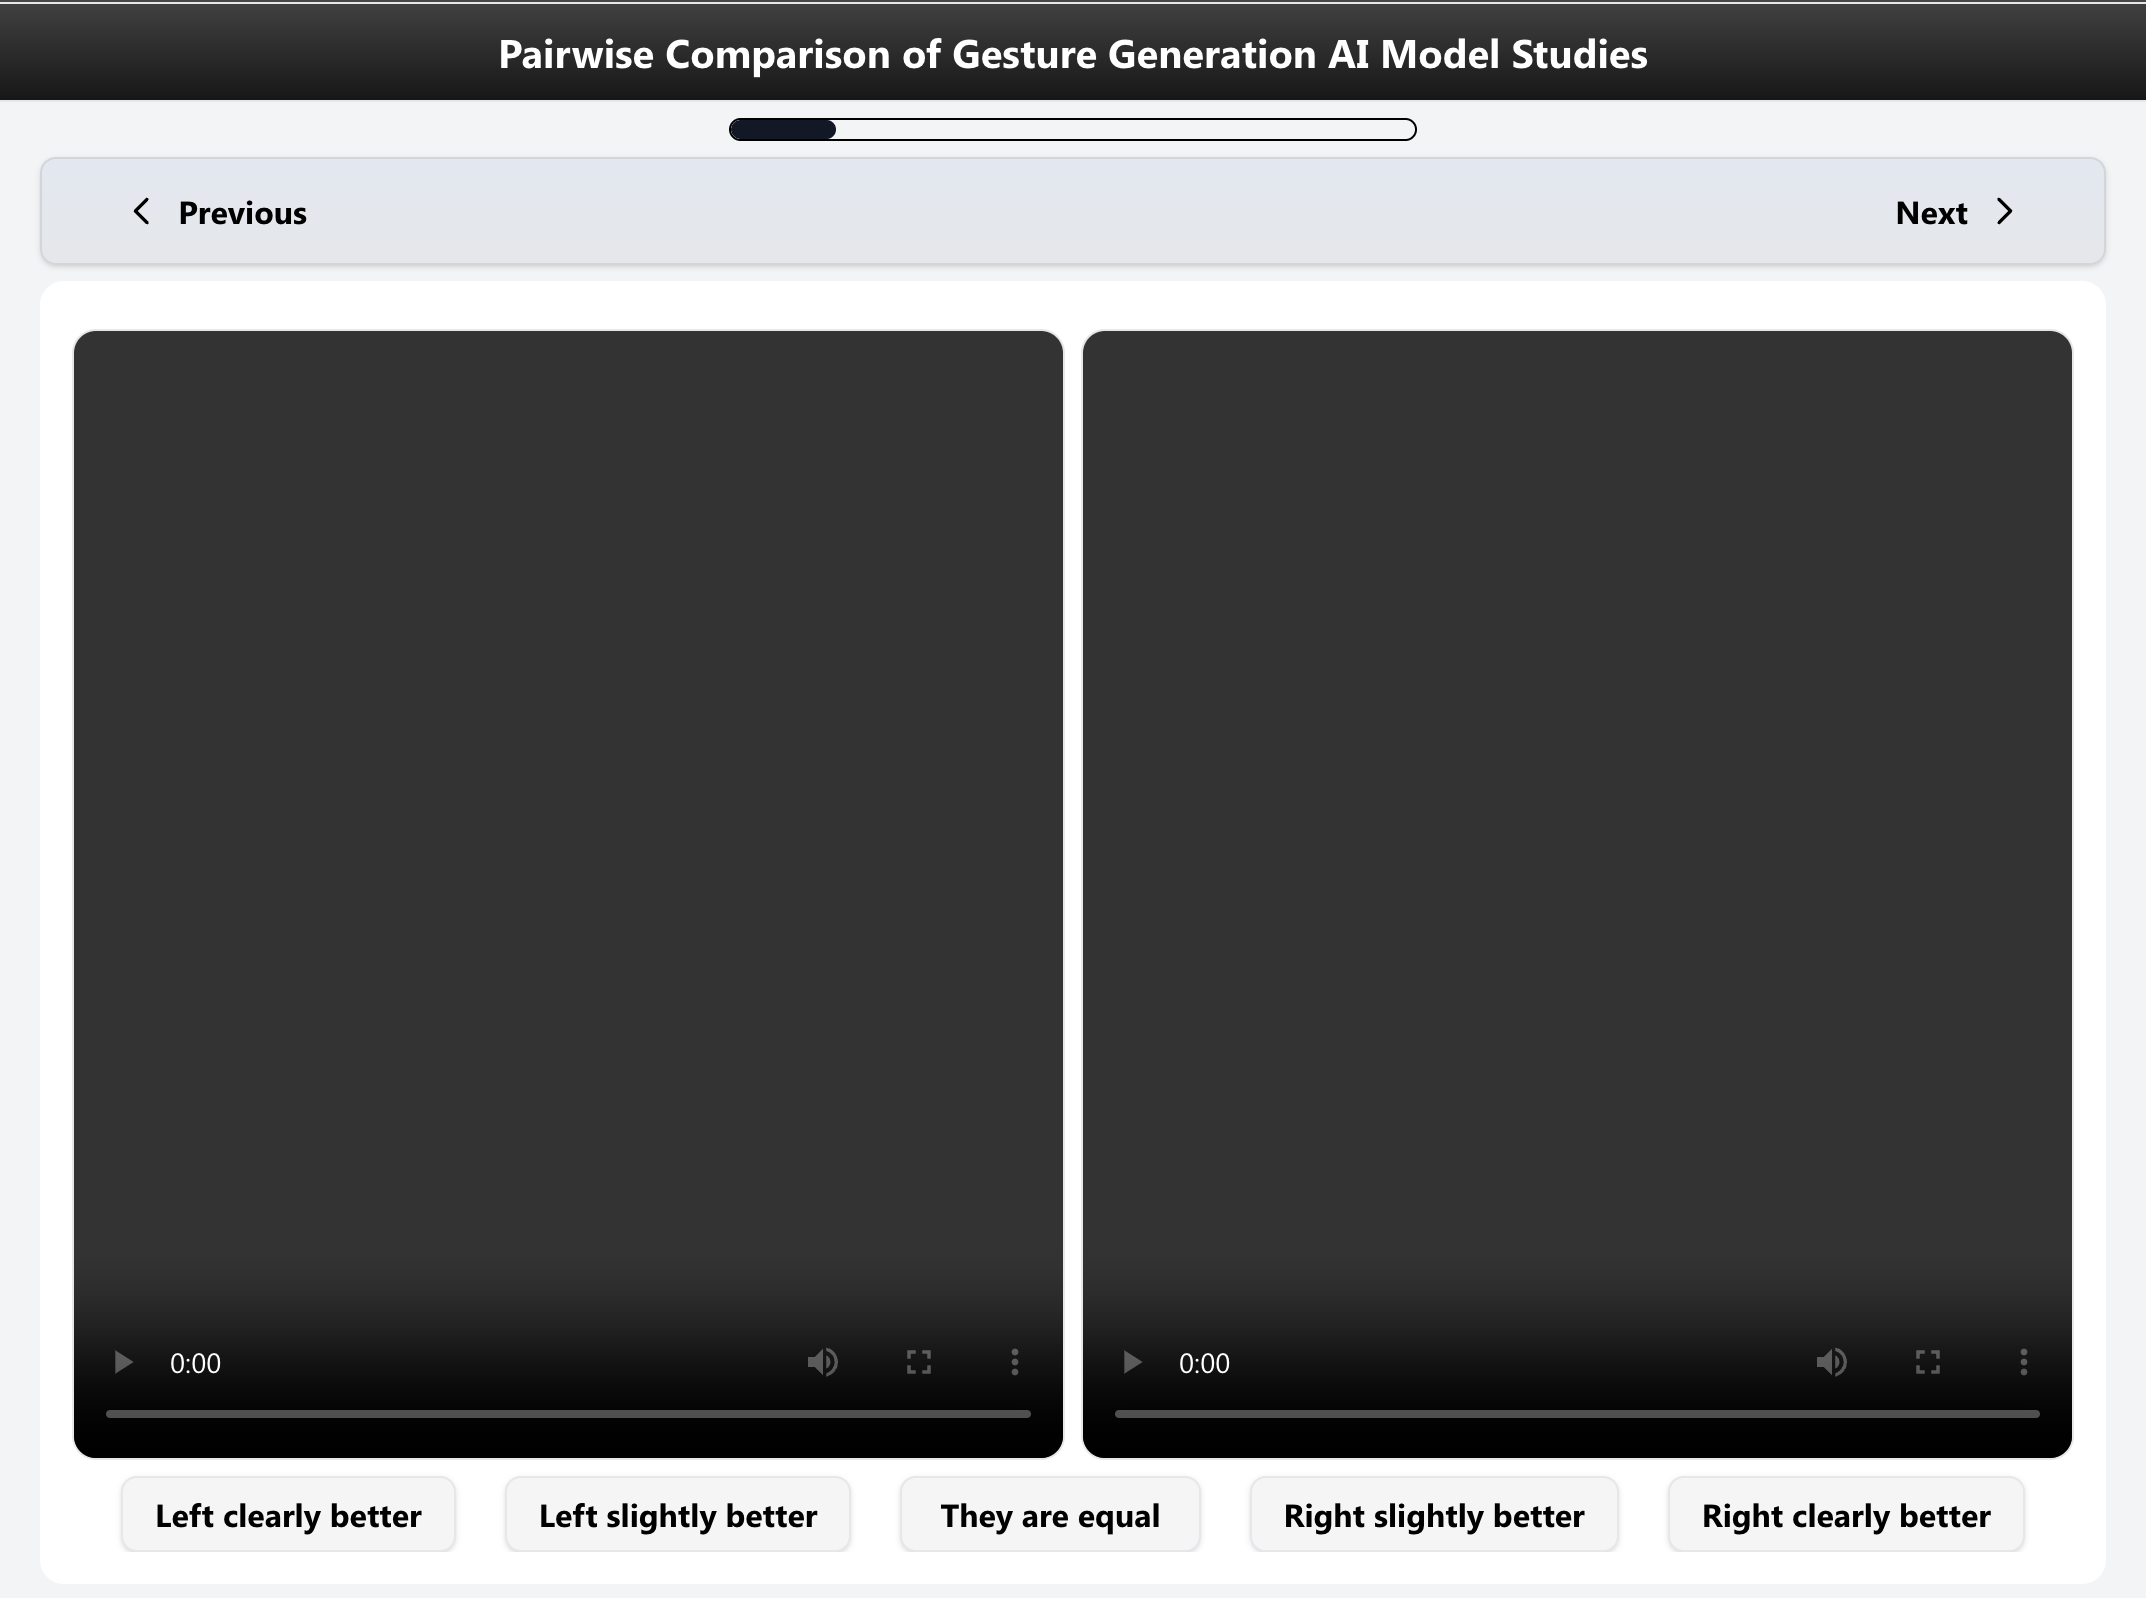 Pairwise Comparison of Gesture Generation AI Model Studies
Previous
Next
0:00
0:00
Left clearly better
Left slightly better
They are equal
Right slightly better
Right clearly better